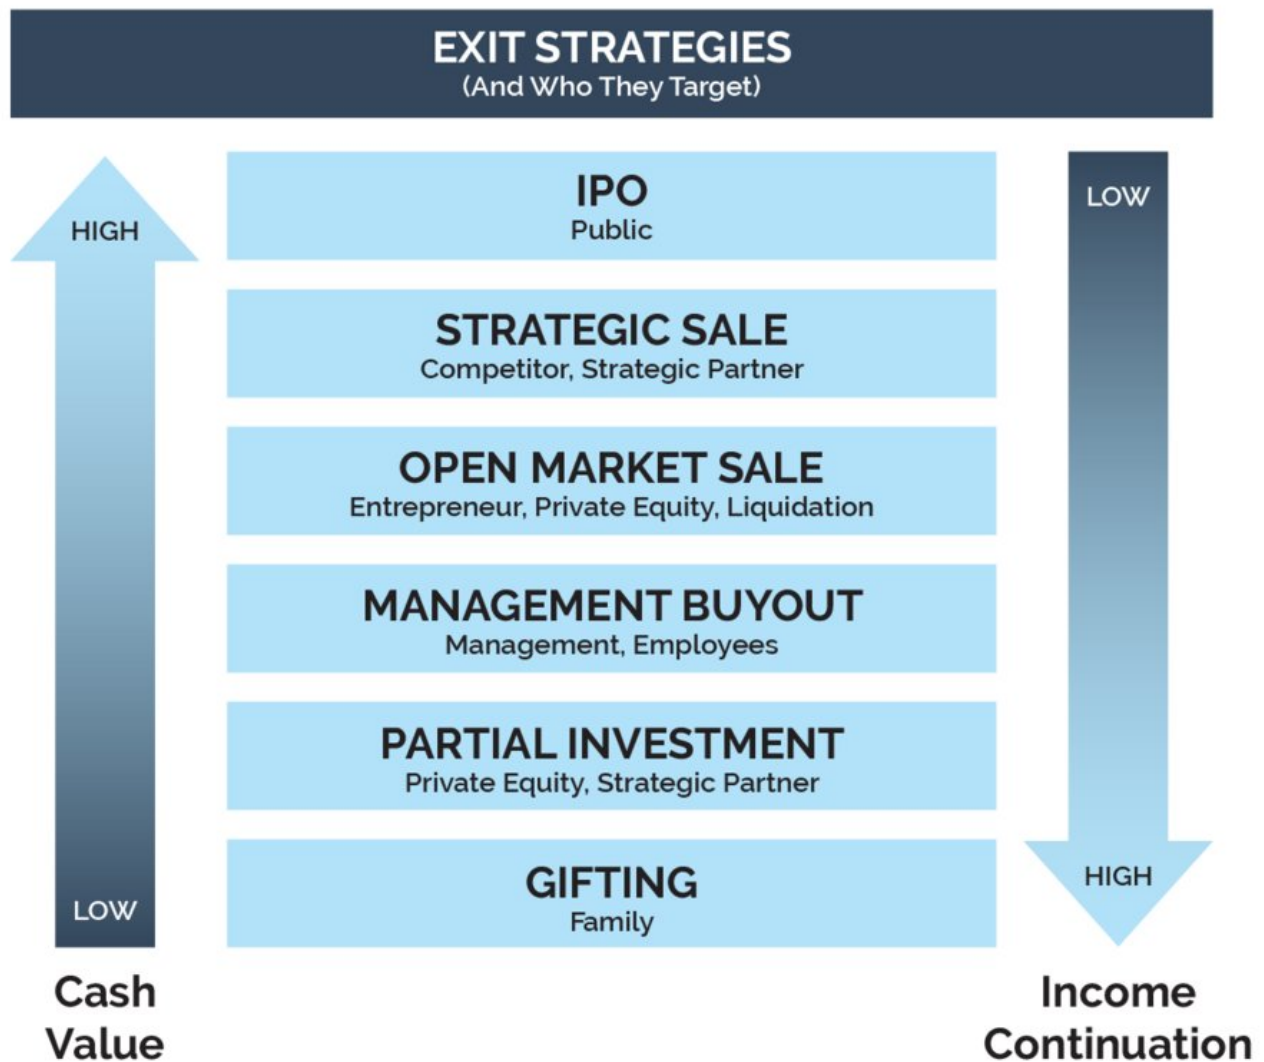 EXIT STRATEGIES
(And Who They Target)
HIGH
LOW
Cash
Value
IPO
Public
STRATEGIC SALE
Competitor, Strategic Partner
OPEN MARKET SALE
Entrepreneur, Private Equity, Liquidation
MANAGEMENT BUYOUT
Management, Employees
PARTIAL INVESTMENT
Private Equity, Strategic Partner
GIFTING
Family
LOW
HIGH
Income
Continuation